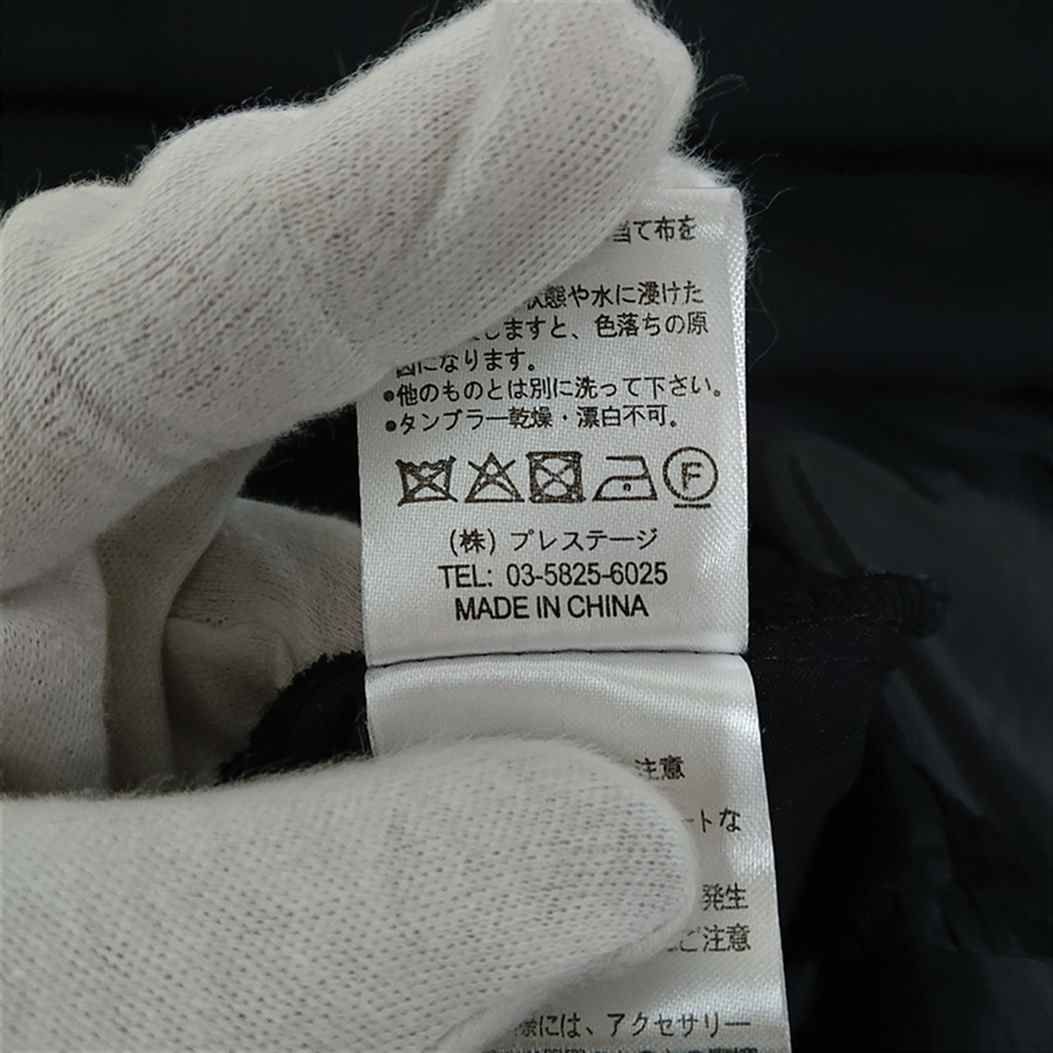 当て布を
状態や水に浸けた
しますと、色落ちの原
因になります。
●他のものとは別に洗って下さい。
●タンブラー乾燥・漂白不可。
F
(株) プレステージ
TEL: 03-5825-6025
MADE IN CHINA
注意
ートな
発生
ご注意
際には、アクセサリー